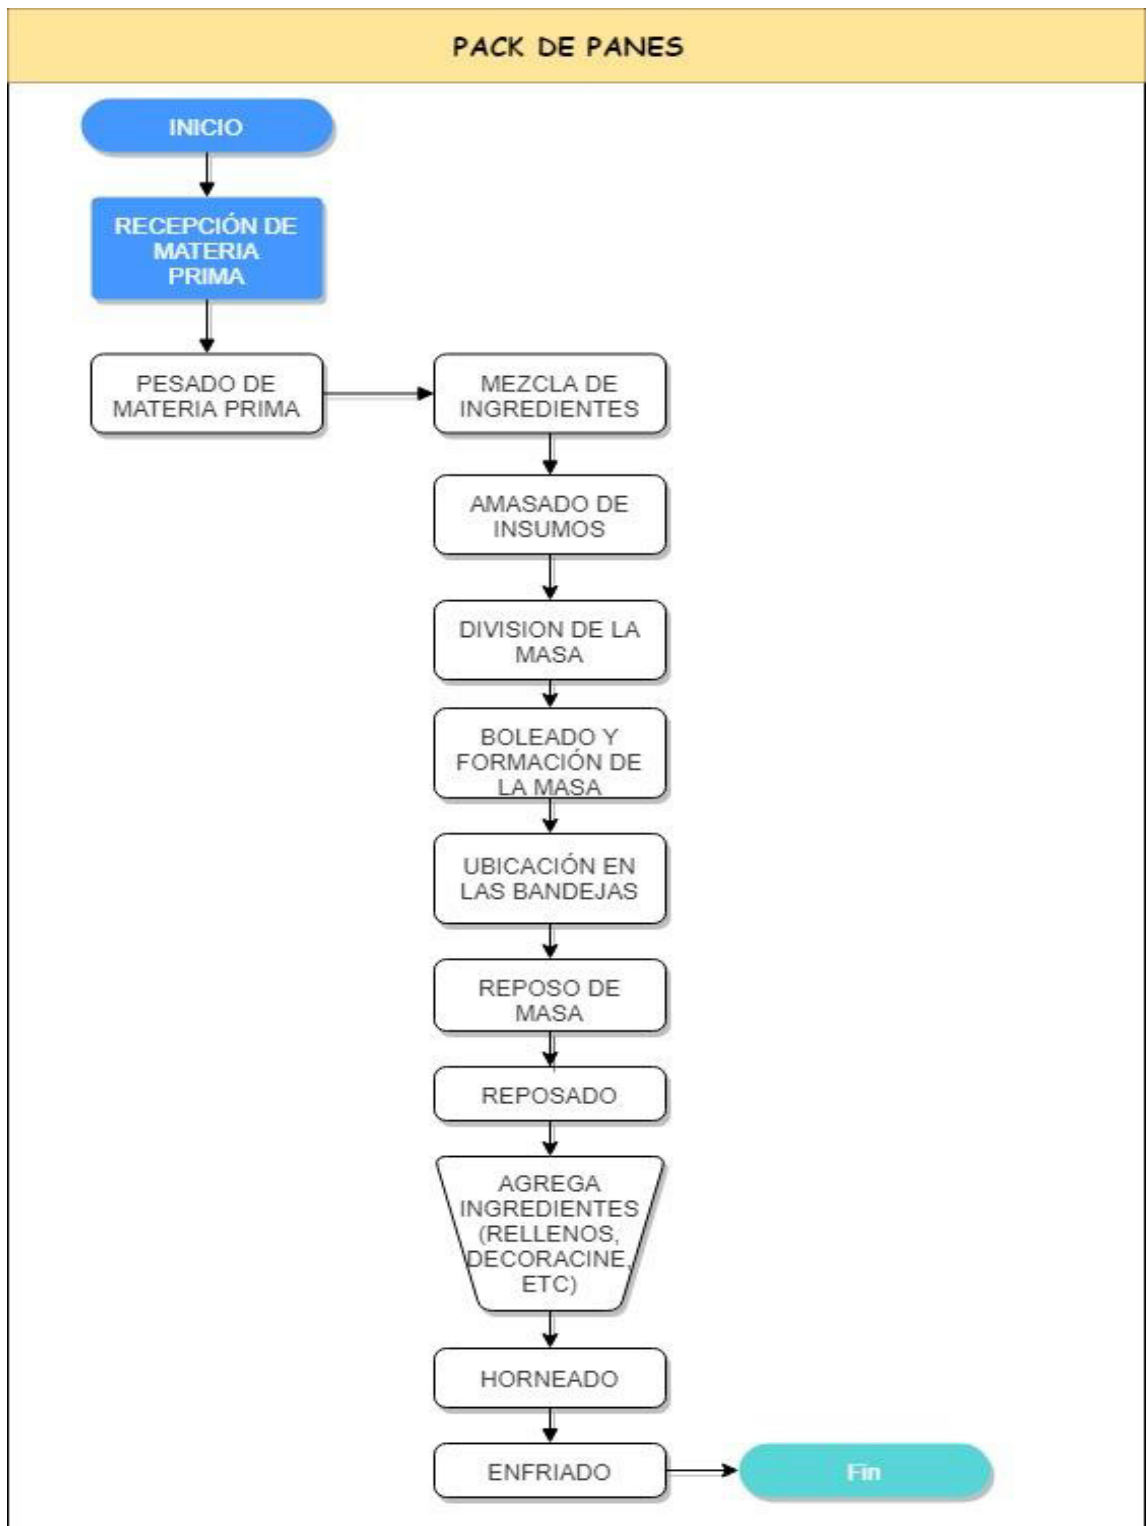 PACK DE PANES
INICIO
RECEPCIÓN DE
MATERIA
PRIMA
PESADO DE
MATERIA PRIMA
MEZCLA DE
INGREDIENTES
AMASADO DE
INSUMOS
DIVISION DE LA
MASA
BOLEADO Y
FORMACIÓN DE
LA MASA
UBICACIÓN EN
LAS BANDEJAS
REPOSO DE
MASA
REPOSADO
AGREGA
INGREDIENTES
(RELLENOS,
DECORACINE,
ETC)
HORNEADO
ENFRIADO
Fin